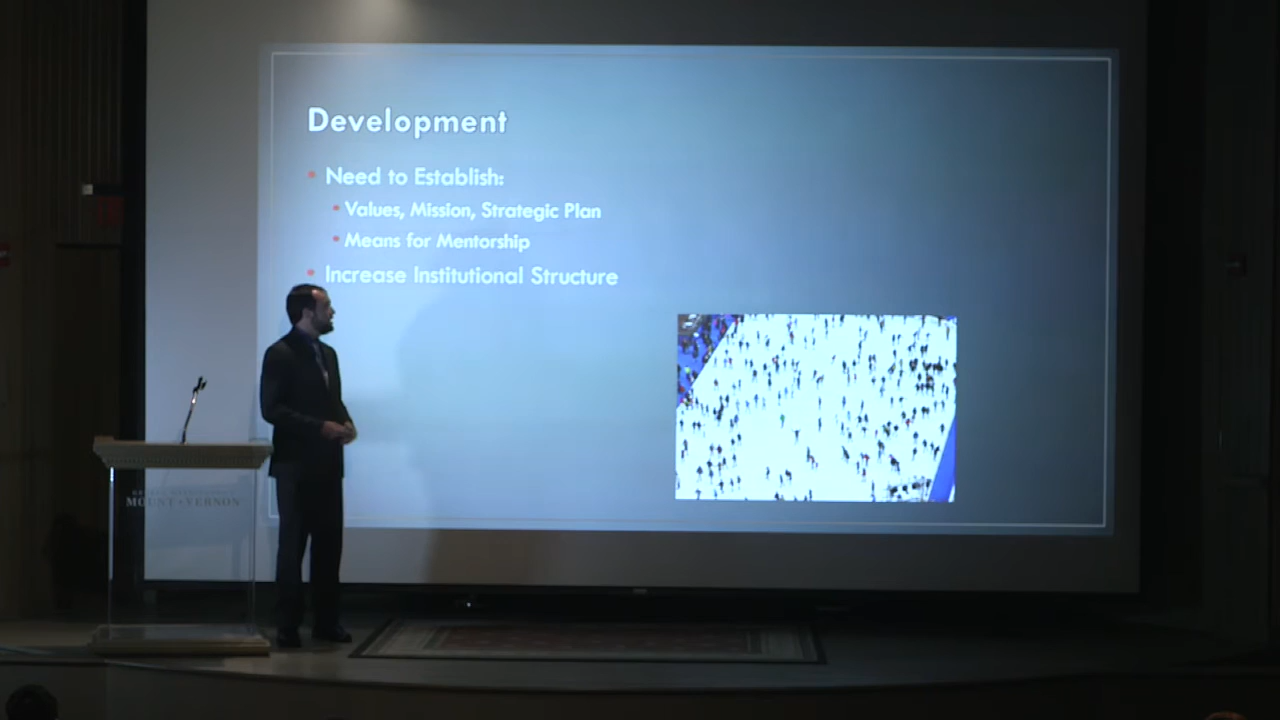 Development
Need to Establish:
Values, Mission, Strategic Plan
Means for Mentorship
Increase Institutional Structure
MOUNT VERNON